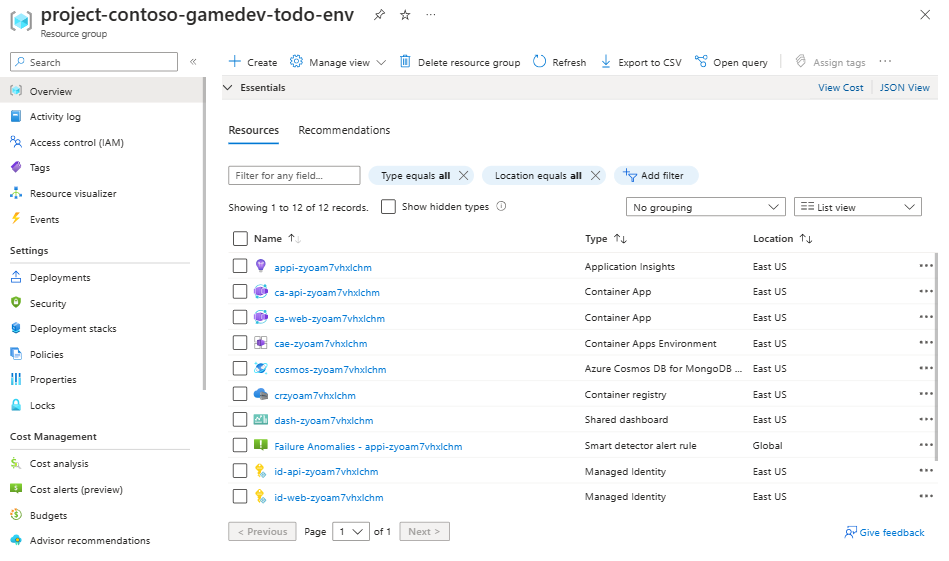 project-contoso-gamedev-todo-env
Resource group
Search
Overview
Activity log
Access control (IAM)
Tags
Resource visualizer
Events
Settings
Deployments
Security
Deployment stacks
Policies
Properties
Locks
Cost Management
Cost analysis
Cost alerts (preview)
Budgets
Advisor recommendations
Create Manage view Delete resource group Refresh Export to CSV Open query Assign tags
Essentials View Cost JSON View
Resources Recommendations
Filter for any field... Type equals all Location equals all Add filter
Showing 1 to 12 of 12 records. Show hidden types No grouping List view
Name Type Location
appi-zyoam7vhxlchm Application Insights East US
ca-api-zyoam7vhxlchm Container App East US
ca-web-zyoam7vhxlchm Container App East US
cae-zyoam7vhxlchm Container Apps Environment East US
cosmos-zyoam7vhxlchm Azure Cosmos DB for MongoDB ... East US
crzyoam7vhxlchm Container registry East US
dash-zyoam7vhxlchm Shared dashboard East US
Failure Anomalies - appi-zyoam7vhxlchm Smart detector alert rule Global
id-api-zyoam7vhxlchm Managed Identity East US
id-web-zyoam7vhxlchm Managed Identity East US
< Previous Page 1 of 1 Next > Give feedback